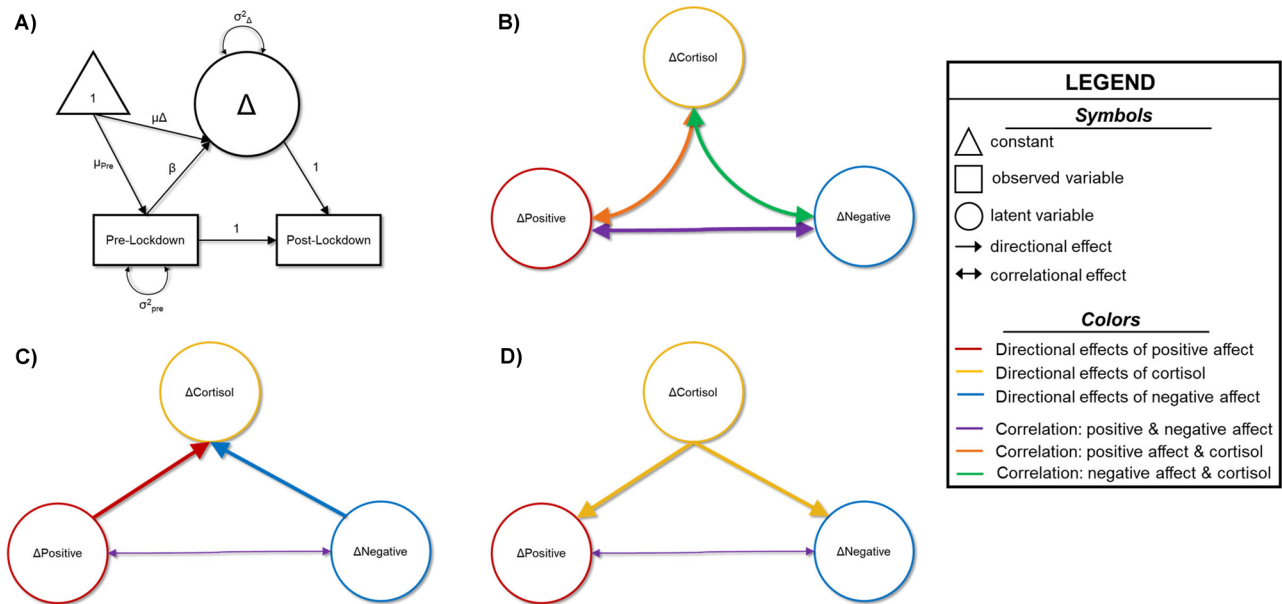 A)
σ²Δ
1
Δ
μΔ
μPre
β
1
Pre-Lockdown
1
Post-Lockdown
σ²pre
B)
ΔCortisol
ΔPositive
ΔNegative
C)
ΔCortisol
ΔPositive
ΔNegative
D)
ΔCortisol
ΔPositive
ΔNegative
LEGEND
Symbols
constant
observed variable
latent variable
directional effect
correlational effect
Colors
Directional effects of positive affect
Directional effects of cortisol
Directional effects of negative affect
Correlation: positive & negative affect
Correlation: positive affect & cortisol
Correlation: negative affect & cortisol